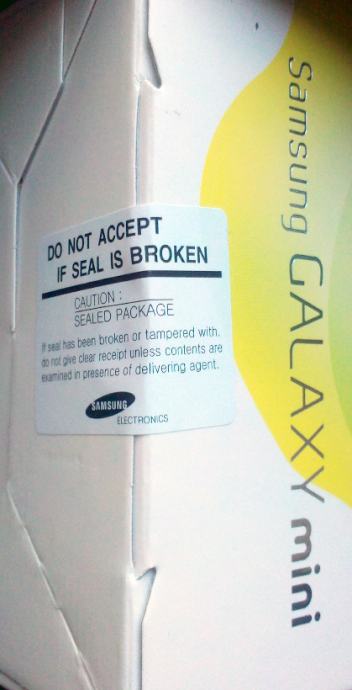 DO NOT ACCEPT
IF SEAL IS BROKEN
CAUTION :
SEALED PACKAGE
If seal has been broken or tampered with.
do not give clear receipt unless contents are
examined in presence of delivering agent.
SAMSUNG
ELECTRONICS
Samsung GALAXY mini